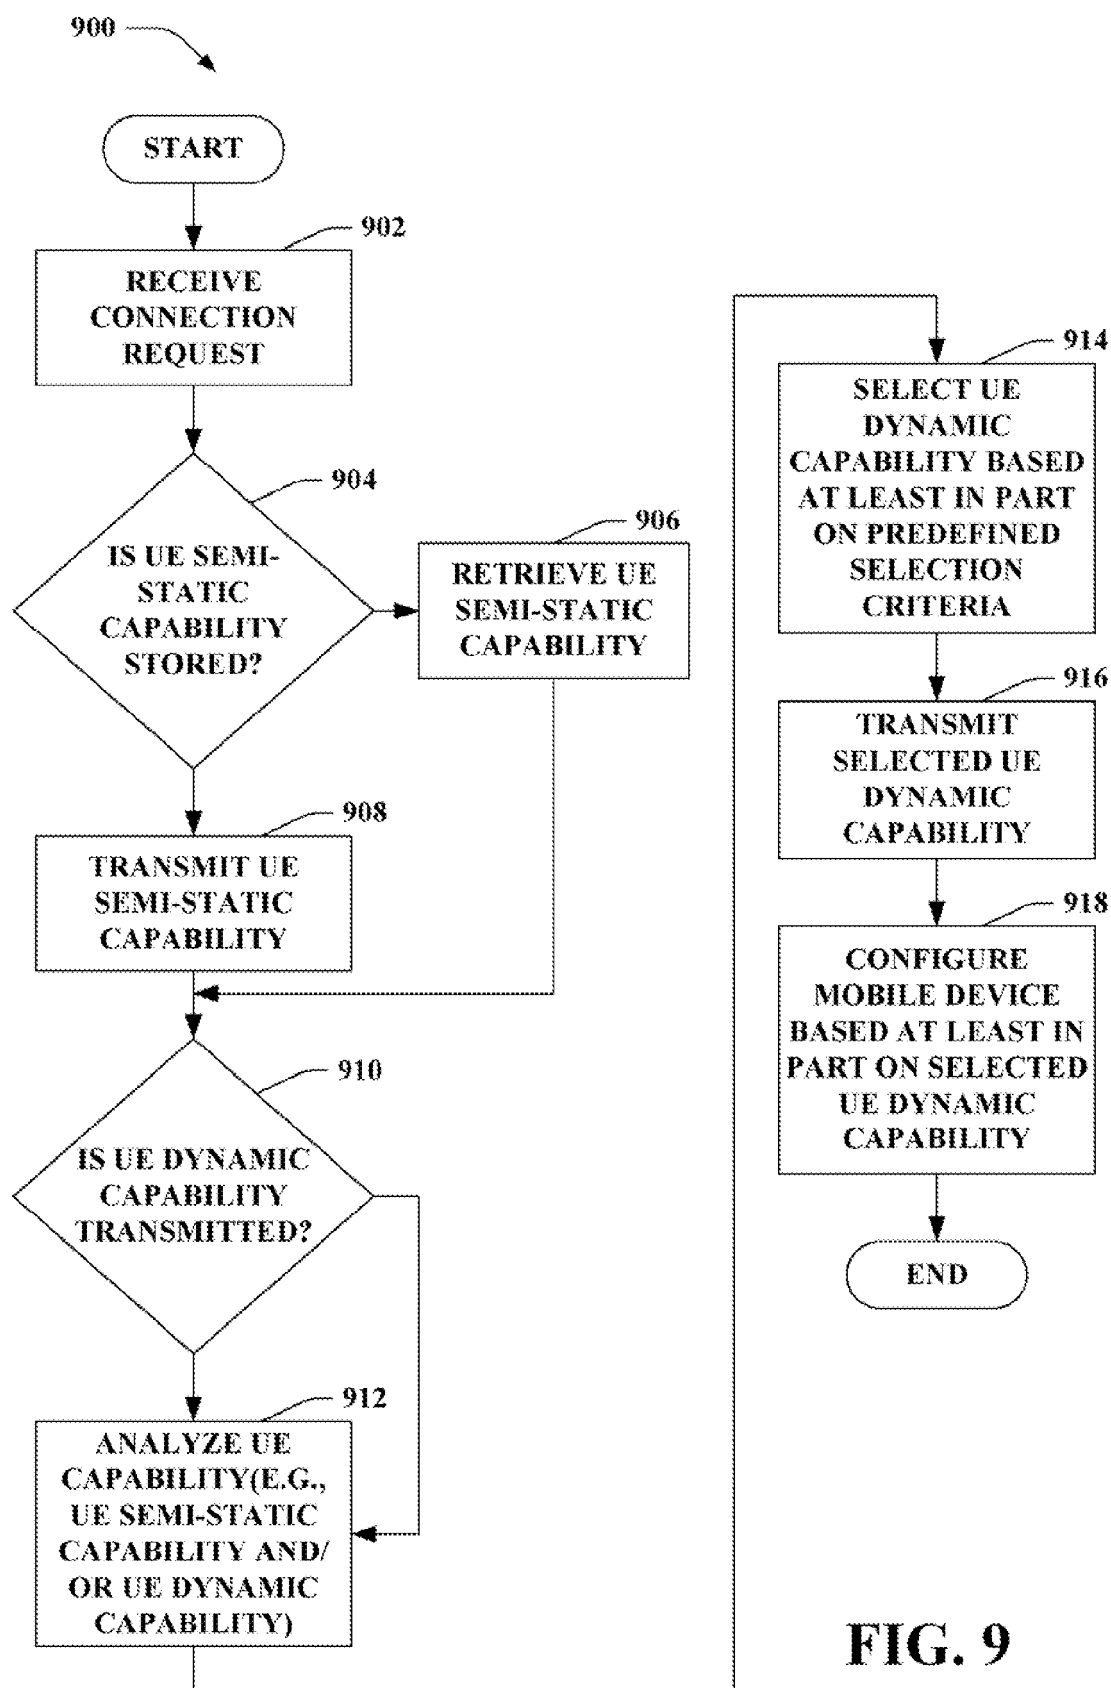 900
START
902
RECEIVE
CONNECTION
REQUEST
904
IS UE SEMI-
STATIC
CAPABILITY
STORED?
906
RETRIEVE UE
SEMI-STATIC
CAPABILITY
908
TRANSMIT UE
SEMI-STATIC
CAPABILITY
910
IS UE DYNAMIC
CAPABILITY
TRANSMITTED?
912
ANALYZE UE
CAPABILITY(E.G.,
UE SEMI-STATIC
CAPABILITY AND/
OR UE DYNAMIC
CAPABILITY)
914
SELECT UE
DYNAMIC
CAPABILITY BASED
AT LEAST IN PART
ON PREDEFINED
SELECTION
CRITERIA
916
TRANSMIT
SELECTED UE
DYNAMIC
CAPABILITY
918
CONFIGURE
MOBILE DEVICE
BASED AT LEAST IN
PART ON SELECTED
UE DYNAMIC
CAPABILITY
END
FIG. 9